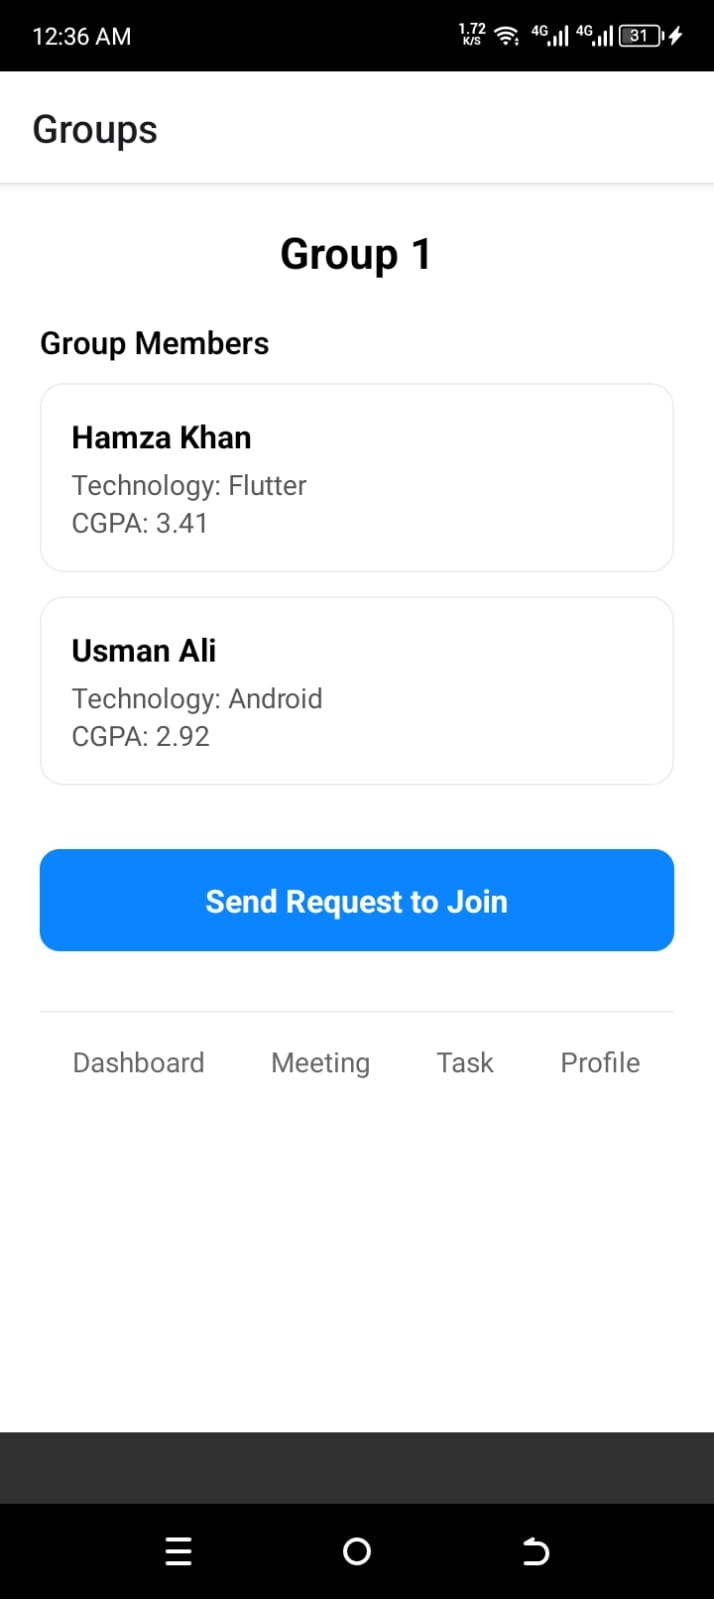 12:36 AM
1.72
K/S
4G
4G
31
Groups
Group 1
Group Members
Hamza Khan
Technology: Flutter
CGPA: 3.41
Usman Ali
Technology: Android
CGPA: 2.92
Send Request to Join
Dashboard Meeting Task Profile